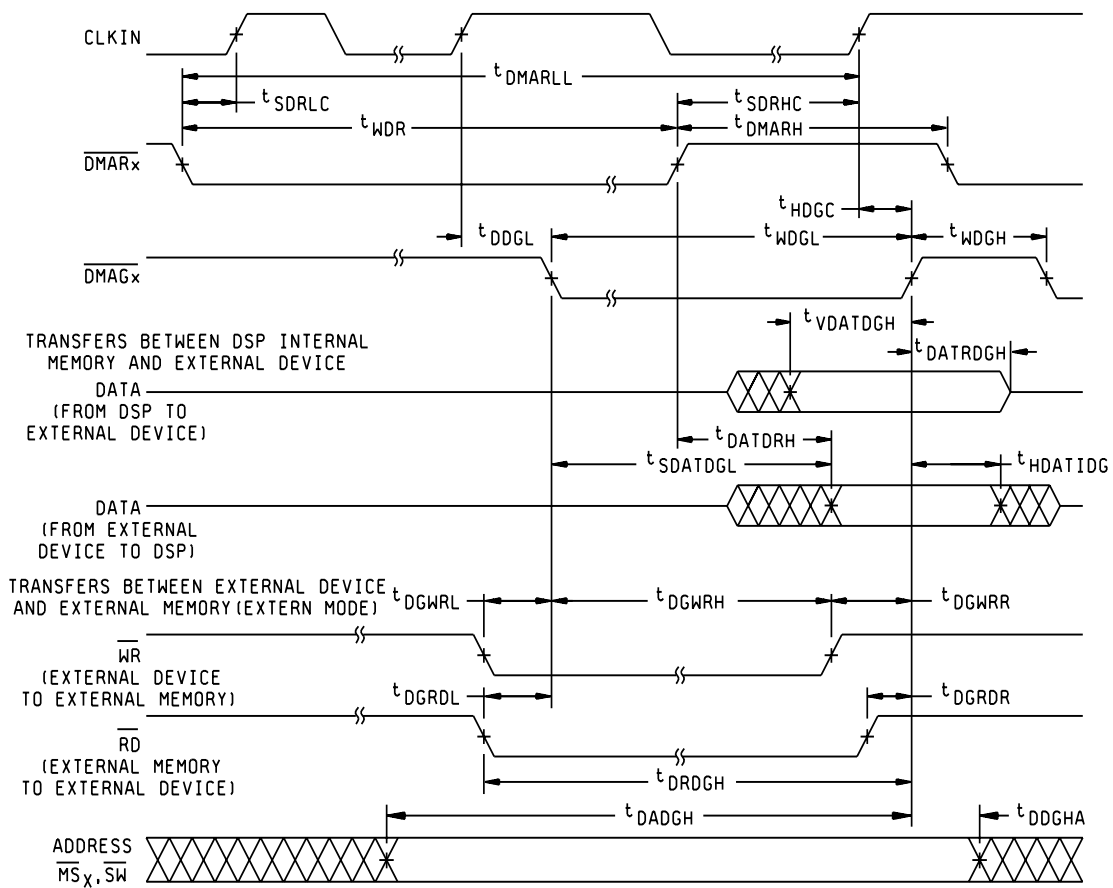 CLKIN
tDMARLL
tSDRLC
tSDRHC
tWDR
tDMARH
DMARx
tHDGC
tDDGL
tWDGL
tWDGH
DMAGx
tVDATDGH
TRANSFERS BETWEEN DSP INTERNAL
MEMORY AND EXTERNAL DEVICE
tDATRDGH
DATA
(FROM DSP TO
EXTERNAL DEVICE)
tDATDRH
tSDATDGL
tHDATIDG
DATA
(FROM EXTERNAL
DEVICE TO DSP)
TRANSFERS BETWEEN EXTERNAL DEVICE
AND EXTERNAL MEMORY(EXTERN MODE)
tDGWRL
tDGWRH
tDGWRR
WR
(EXTERNAL DEVICE
TO EXTERNAL MEMORY)
tDGRDL
tDGRDR
RD
(EXTERNAL MEMORY
TO EXTERNAL DEVICE)
tDRDGH
tDADGH
tDDGHA
ADDRESS
MSX,SW